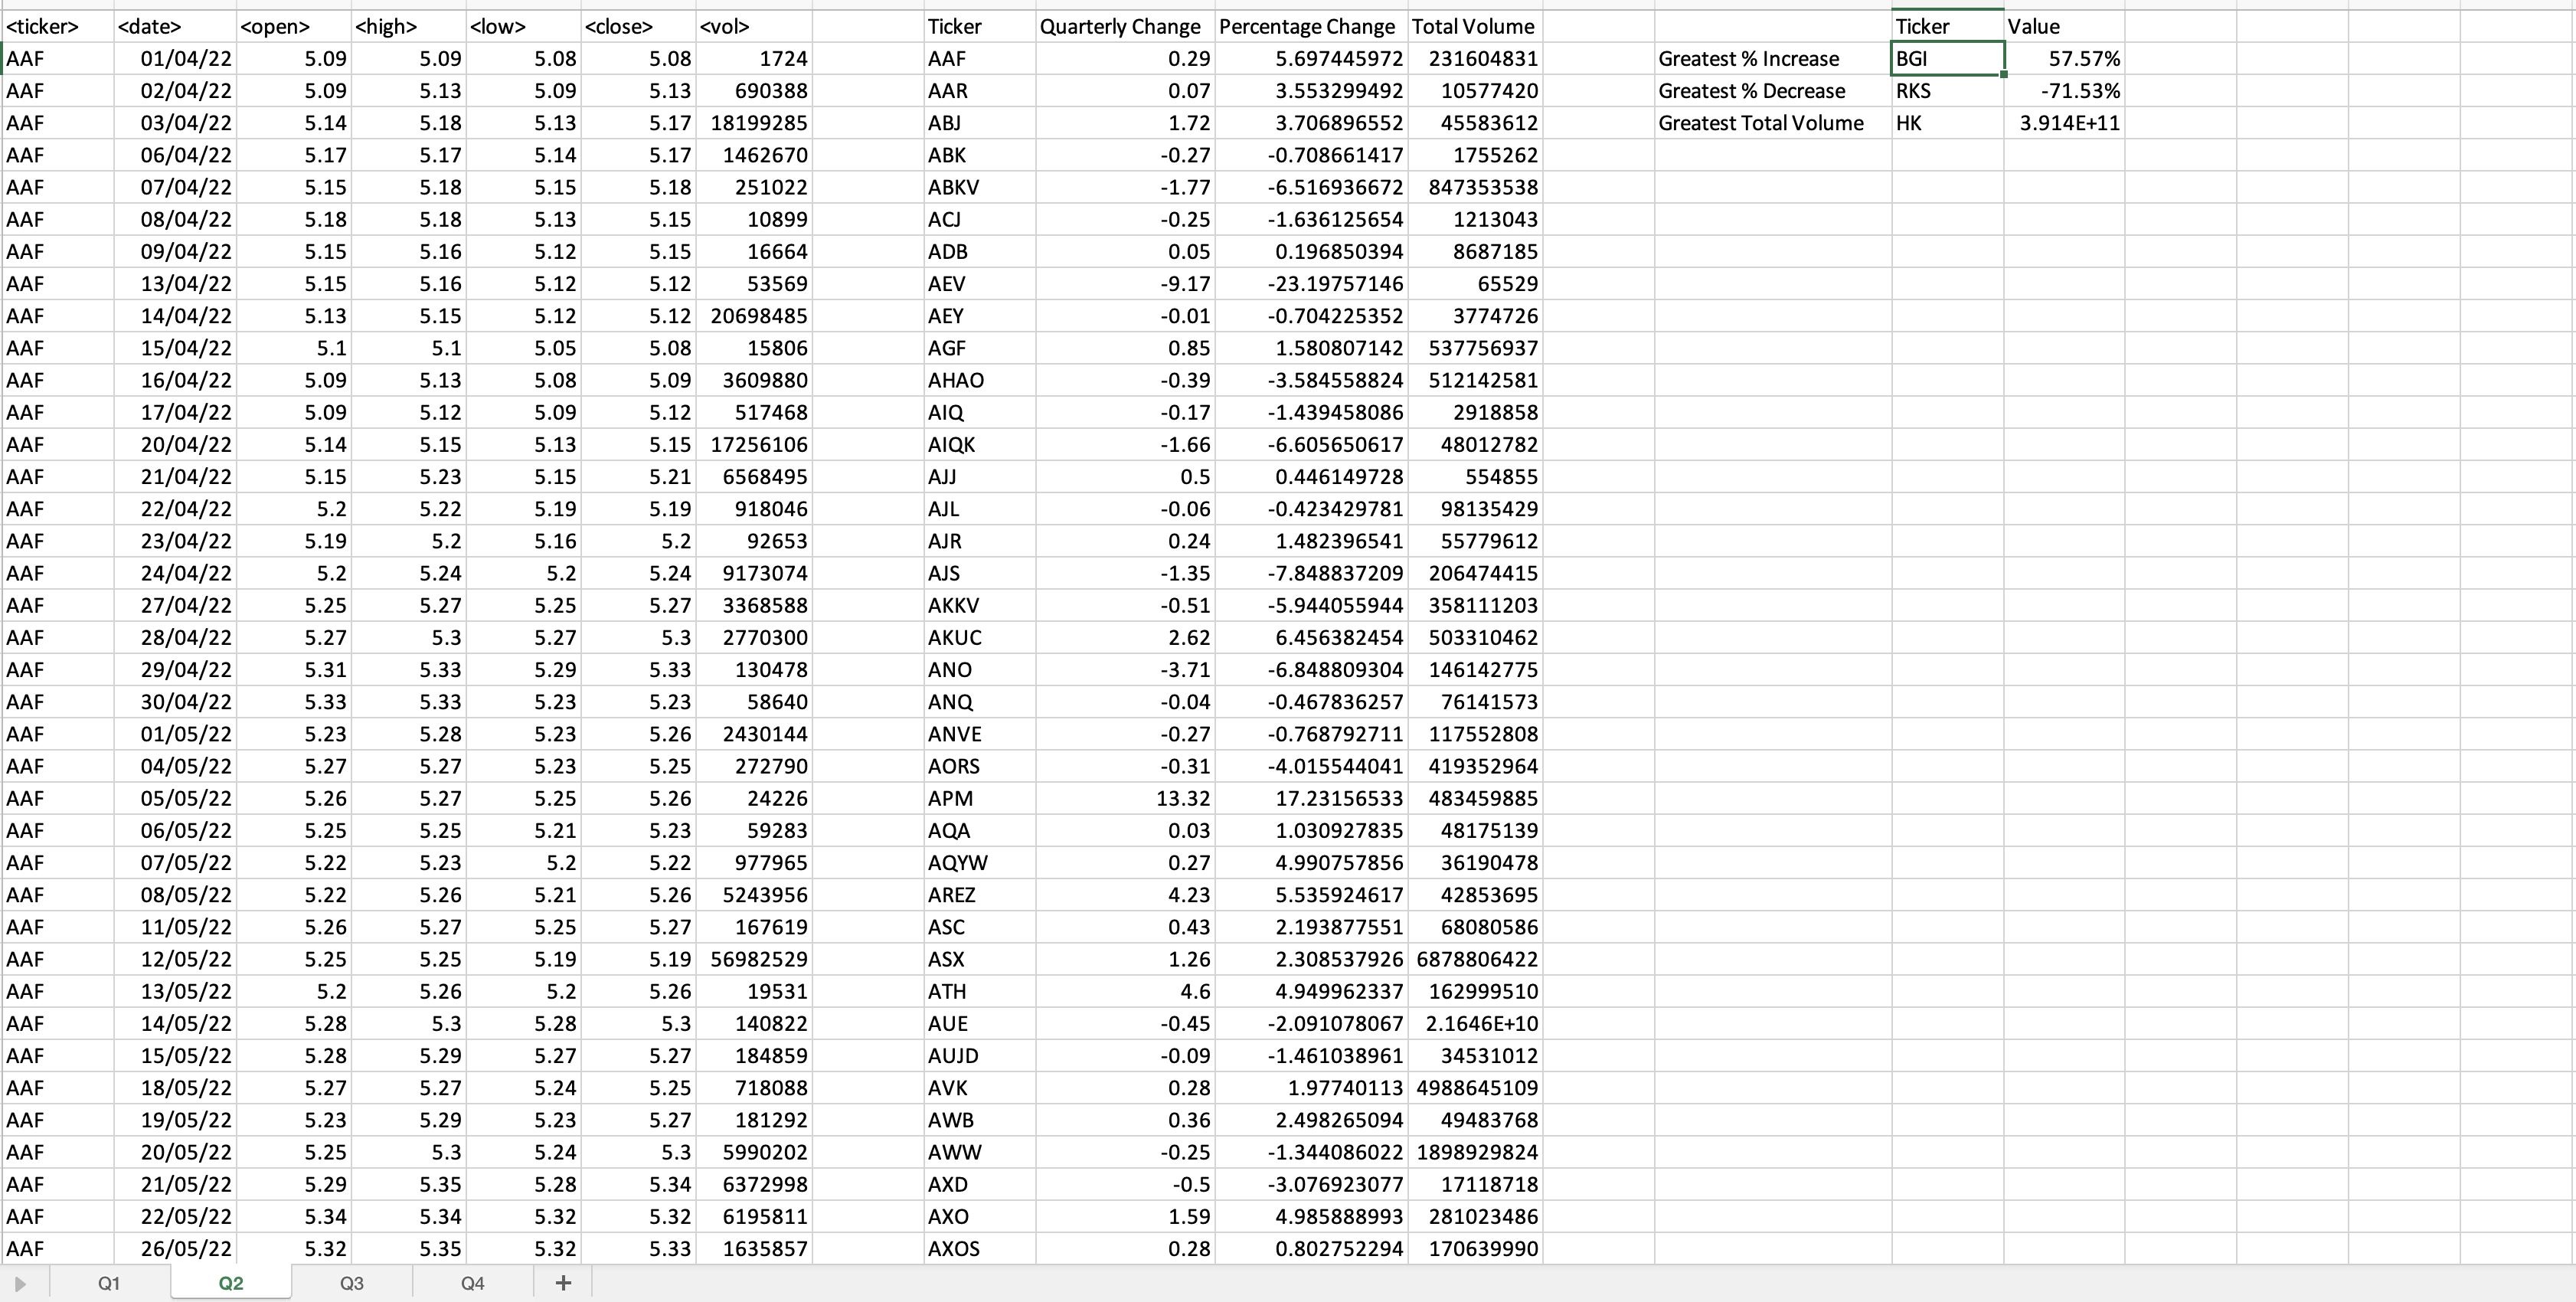 <ticker> <date> <open> <high> <low> <close> <vol> Ticker Quarterly Change Percentage Change Total Volume Ticker Value
AAF 01/04/22 5.09 5.09 5.08 5.08 1724 AAF 0.29 5.697445972 231604831 Greatest % Increase BGI 57.57%
AAF 02/04/22 5.09 5.13 5.09 5.13 690388 AAR 0.07 3.553299492 10577420 Greatest % Decrease RKS -71.53%
AAF 03/04/22 5.14 5.18 5.13 5.17 18199285 ABJ 1.72 3.706896552 45583612 Greatest Total Volume HK 3.914E+11
AAF 06/04/22 5.17 5.17 5.14 5.17 1462670 ABK -0.27 -0.708661417 1755262
AAF 07/04/22 5.15 5.18 5.15 5.18 251022 ABKV -1.77 -6.516936672 847353538
AAF 08/04/22 5.18 5.18 5.13 5.15 10899 ACJ -0.25 -1.636125654 1213043
AAF 09/04/22 5.15 5.16 5.12 5.15 16664 ADB 0.05 0.196850394 8687185
AAF 13/04/22 5.15 5.16 5.12 5.12 53569 AEV -9.17 -23.19757146 65529
AAF 14/04/22 5.13 5.15 5.12 5.12 20698485 AEY -0.01 -0.704225352 3774726
AAF 15/04/22 5.1 5.1 5.05 5.08 15806 AGF 0.85 1.580807142 537756937
AAF 16/04/22 5.09 5.13 5.08 5.09 3609880 AHAO -0.39 -3.584558824 512142581
AAF 17/04/22 5.09 5.12 5.09 5.12 517468 AIQ -0.17 -1.439458086 2918858
AAF 20/04/22 5.14 5.15 5.13 5.15 17256106 AIQK -1.66 -6.605650617 48012782
AAF 21/04/22 5.15 5.23 5.15 5.21 6568495 AJJ 0.5 0.446149728 554855
AAF 22/04/22 5.2 5.22 5.19 5.19 918046 AJL -0.06 -0.423429781 98135429
AAF 23/04/22 5.19 5.2 5.16 5.2 92653 AJR 0.24 1.482396541 55779612
AAF 24/04/22 5.2 5.24 5.2 5.24 9173074 AJS -1.35 -7.848837209 206474415
AAF 27/04/22 5.25 5.27 5.25 5.27 3368588 AKKV -0.51 -5.944055944 358111203
AAF 28/04/22 5.27 5.3 5.27 5.3 2770300 AKUC 2.62 6.456382454 503310462
AAF 29/04/22 5.31 5.33 5.29 5.33 130478 ANO -3.71 -6.848809304 146142775
AAF 30/04/22 5.33 5.33 5.23 5.23 58640 ANQ -0.04 -0.467836257 76141573
AAF 01/05/22 5.23 5.28 5.23 5.26 2430144 ANVE -0.27 -0.768792711 117552808
AAF 04/05/22 5.27 5.27 5.23 5.25 272790 AORS -0.31 -4.015544041 419352964
AAF 05/05/22 5.26 5.27 5.25 5.26 24226 APM 13.32 17.23156533 483459885
AAF 06/05/22 5.25 5.25 5.21 5.23 59283 AQA 0.03 1.030927835 48175139
AAF 07/05/22 5.22 5.23 5.2 5.22 977965 AQYW 0.27 4.990757856 36190478
AAF 08/05/22 5.22 5.26 5.21 5.26 5243956 AREZ 4.23 5.535924617 42853695
AAF 11/05/22 5.26 5.27 5.25 5.27 167619 ASC 0.43 2.193877551 68080586
AAF 12/05/22 5.25 5.25 5.19 5.19 56982529 ASX 1.26 2.308537926 6878806422
AAF 13/05/22 5.2 5.26 5.2 5.26 19531 ATH 4.6 4.949962337 162999510
AAF 14/05/22 5.28 5.3 5.28 5.3 140822 AUE -0.45 -2.091078067 2.1646E+10
AAF 15/05/22 5.28 5.29 5.27 5.27 184859 AUJD -0.09 -1.461038961 34531012
AAF 18/05/22 5.27 5.27 5.24 5.25 718088 AVK 0.28 1.97740113 4988645109
AAF 19/05/22 5.23 5.29 5.23 5.27 181292 AWB 0.36 2.498265094 49483768
AAF 20/05/22 5.25 5.3 5.24 5.3 5990202 AWW -0.25 -1.344086022 1898929824
AAF 21/05/22 5.29 5.35 5.28 5.34 6372998 AXD -0.5 -3.076923077 17118718
AAF 22/05/22 5.34 5.34 5.32 5.32 6195811 AXO 1.59 4.985888993 281023486
AAF 26/05/22 5.32 5.35 5.32 5.33 1635857 AXOS 0.28 0.802752294 170639990
Q1 Q2 Q3 Q4 +